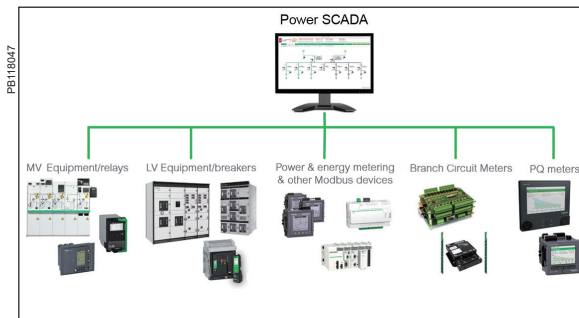 Power SCADA
PB118047
MV Equipment/relays
LV Equipment/breakers
Power & energy metering
& other Modbus devices
Branch Circuit Meters
PQ meters